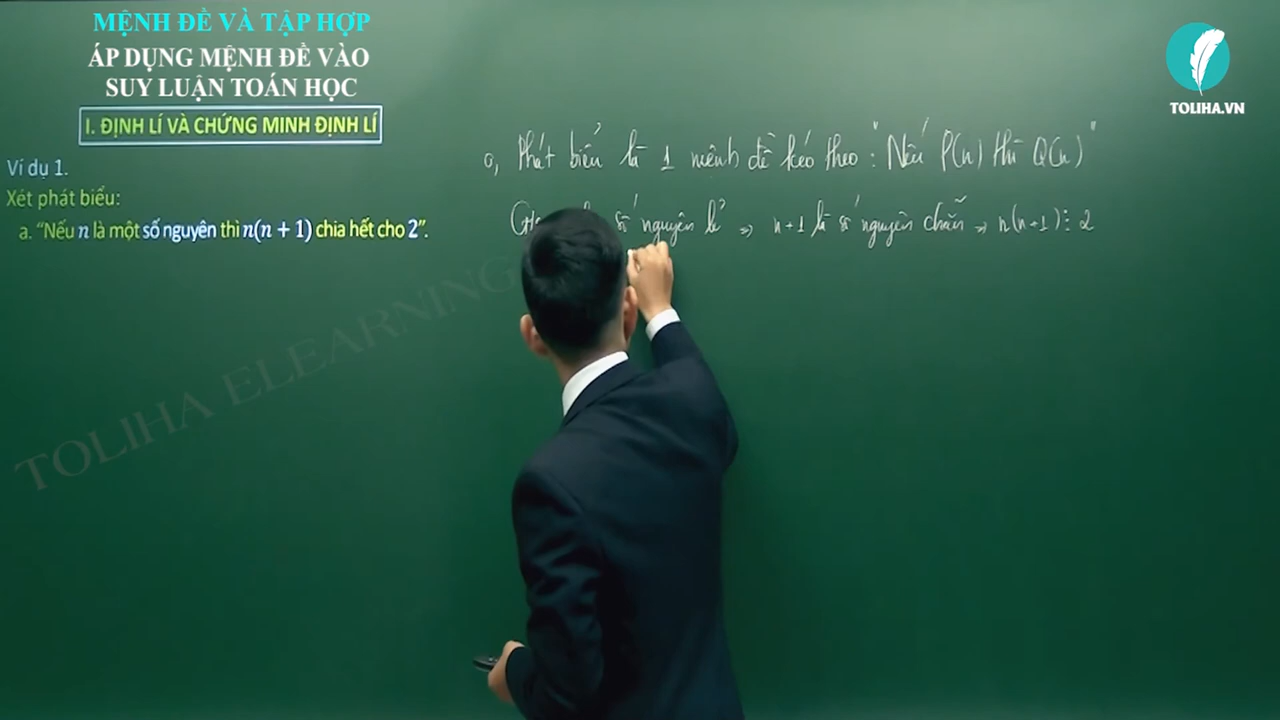 MỆNH ĐỀ VÀ TẬP HỢP
ÁP DỤNG MỆNH ĐỀ VÀO
SUY LUẬN TOÁN HỌC
I. ĐỊNH LÍ VÀ CHỨNG MINH ĐỊNH LÍ
Ví dụ 1.
Xét phát biểu:
a. “Nếu n là một số nguyên thì n(n + 1) chia hết cho 2”.
a, Phát biểu là 1 mệnh đề kéo theo : "Nếu P(n) thì Q(n)"
số nguyên lẻ => n+1 là số nguyên chẵn => n(n+1) ⋮ 2
TOLIHA.VN
TOLIHA ELEARNING